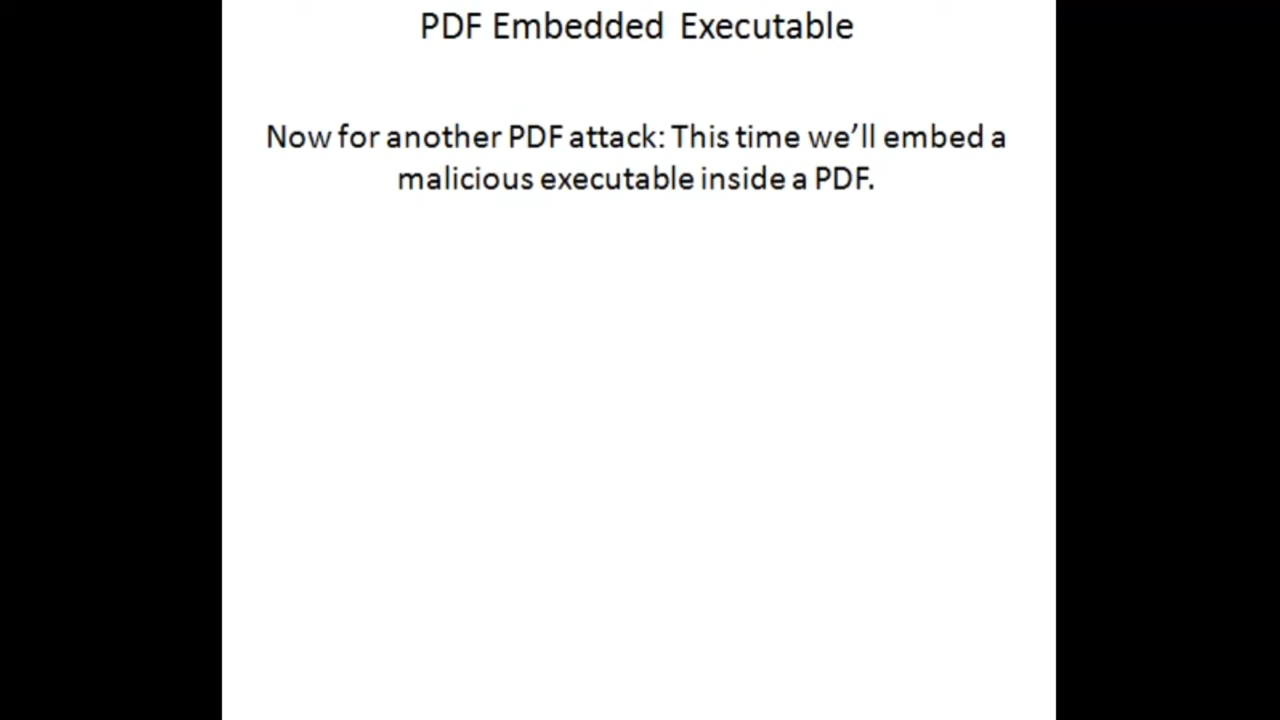 PDF Embedded Executable
Now for another PDF attack: This time we’ll embed a
malicious executable inside a PDF.